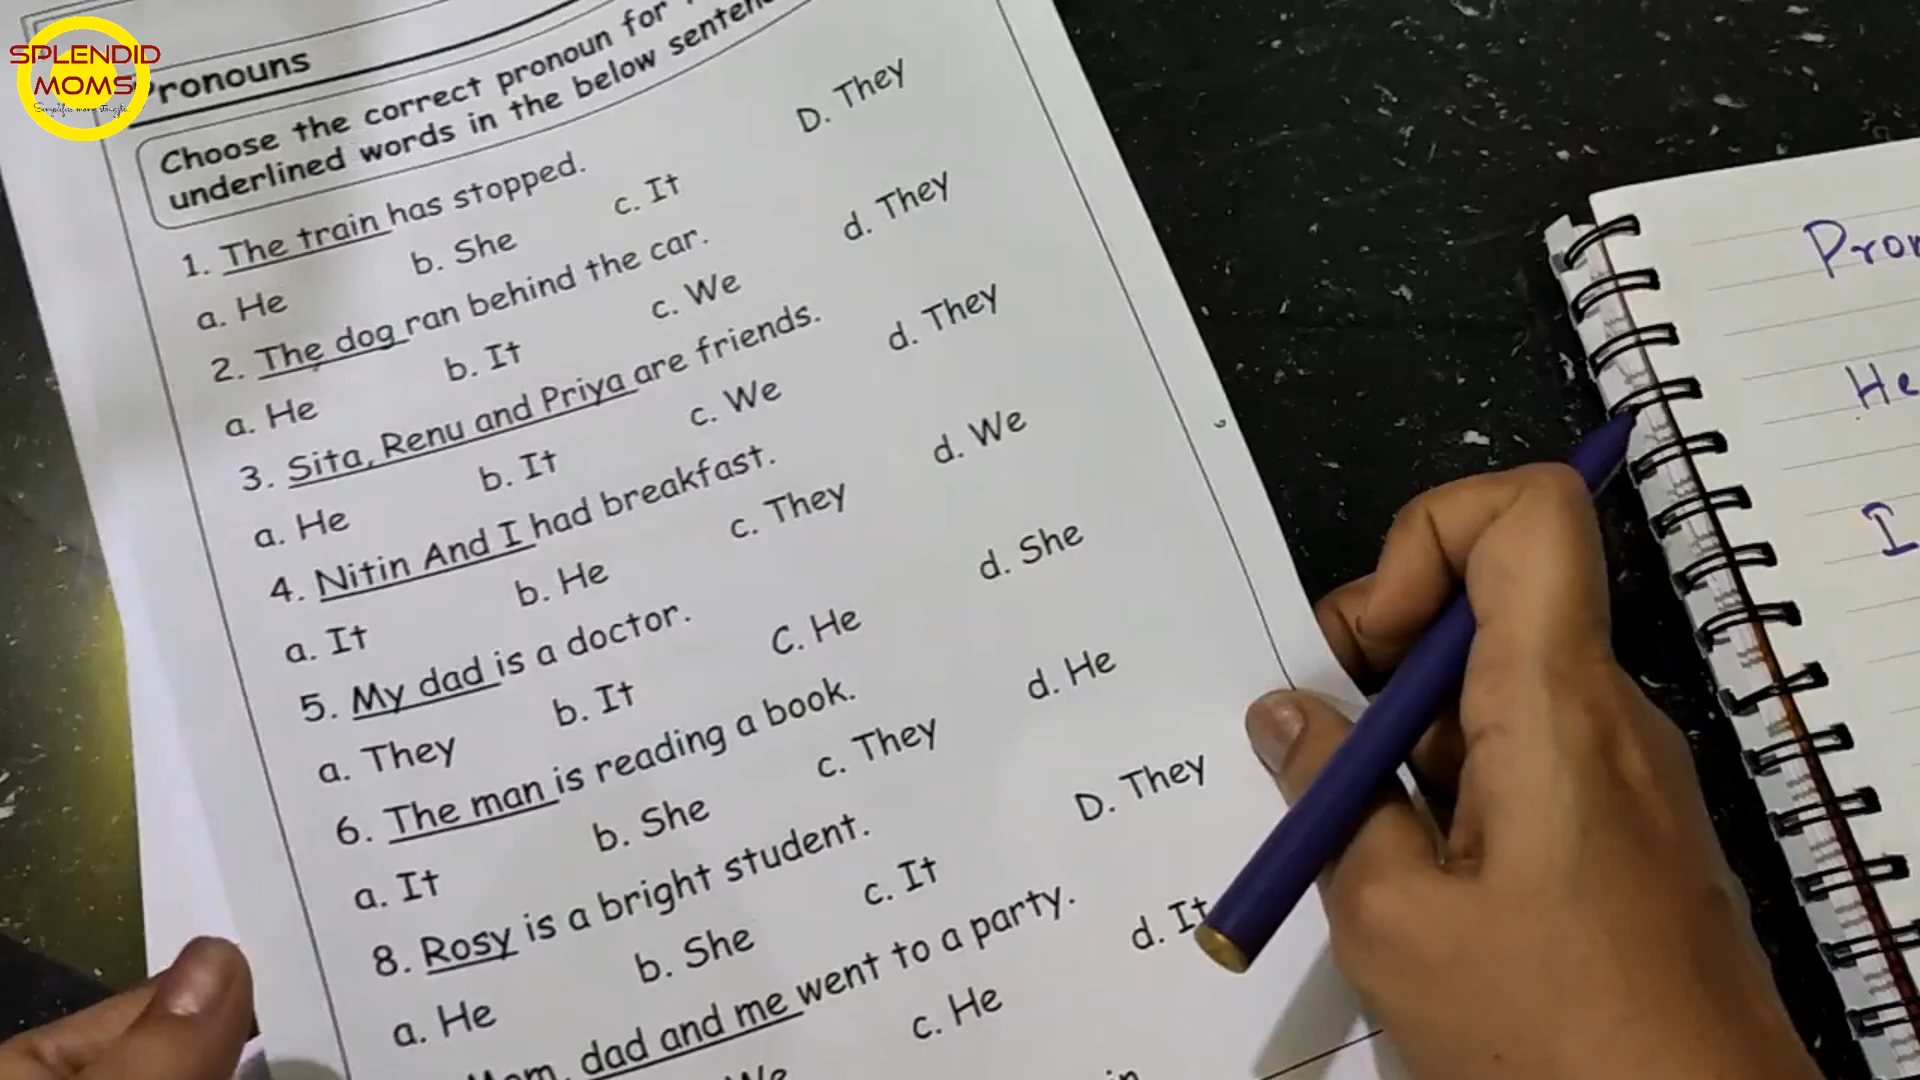 SPLENDID
MOMS
Pronouns
Choose the correct pronoun for
underlined words in the below
1. The train has stopped.
a. He b. She c. It D. They
2. The dog ran behind the car.
a. He b. It c. We d. They
3. Sita, Renu and Priya are friends.
a. He b. It c. We d. They
4. Nitin And I had breakfast.
a. It b. He c. They d. We
5. My dad is a doctor.
a. They b. It C. He d. She
6. The man is reading a book.
a. It b. She c. They d. He
8. Rosy is a bright student.
a. He b. She c. It D. They
Mom, dad and me went to a party.
We c. He d. It
He
I